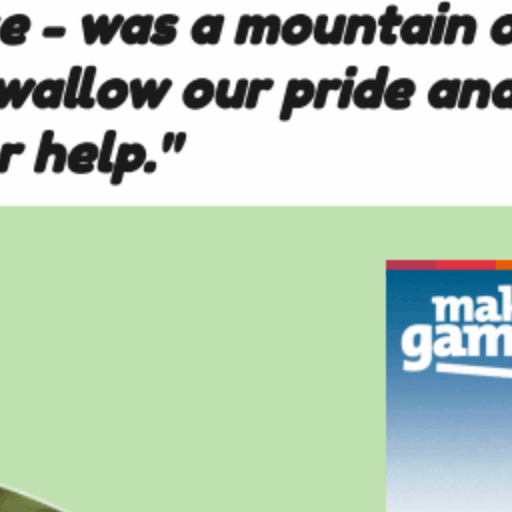 e - was a mountain o
wallow our pride and
r help."
mak
gam